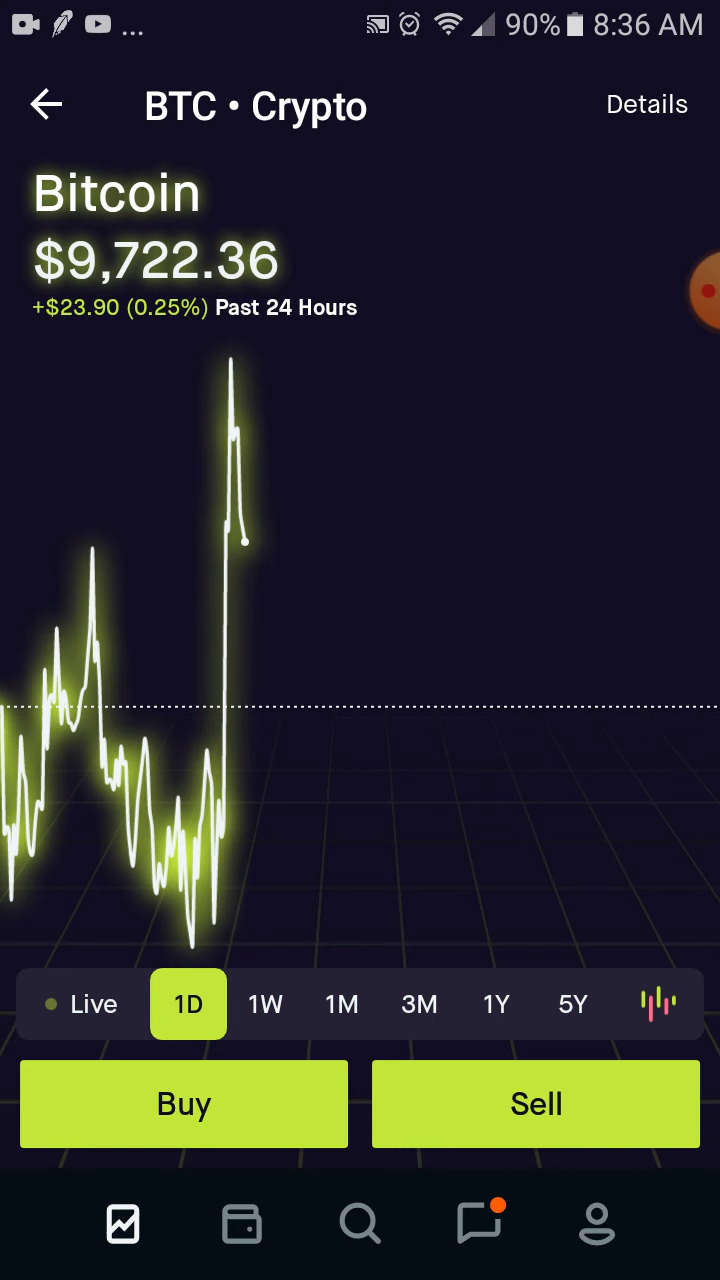 ... 90% 8:36 AM
BTC • Crypto Details
Bitcoin
$9,722.36
+$23.90 (0.25%) Past 24 Hours
Live 1D 1W 1M 3M 1Y 5Y
Buy Sell